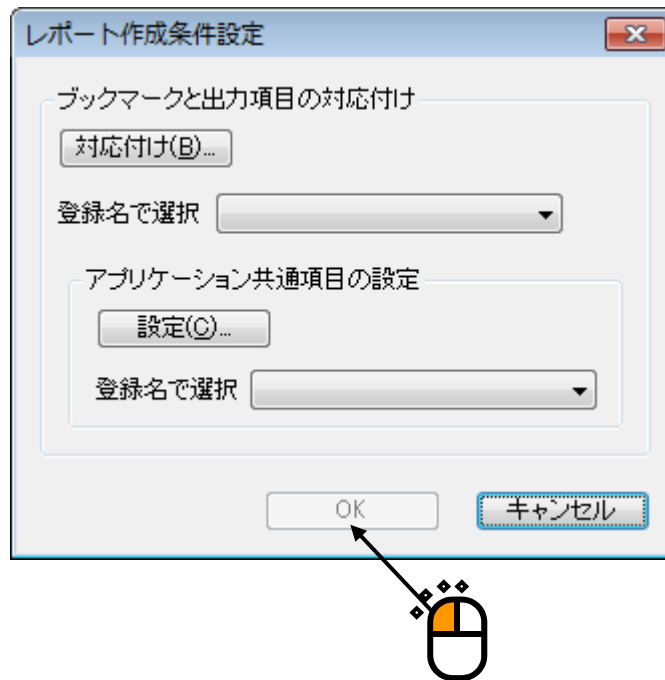 レポート作成条件設定
ブックマークと出力項目の対応付け
対応付け(B)...
登録名で選択
アプリケーション共通項目の設定
設定(C)...
登録名で選択
OK
キャンセル